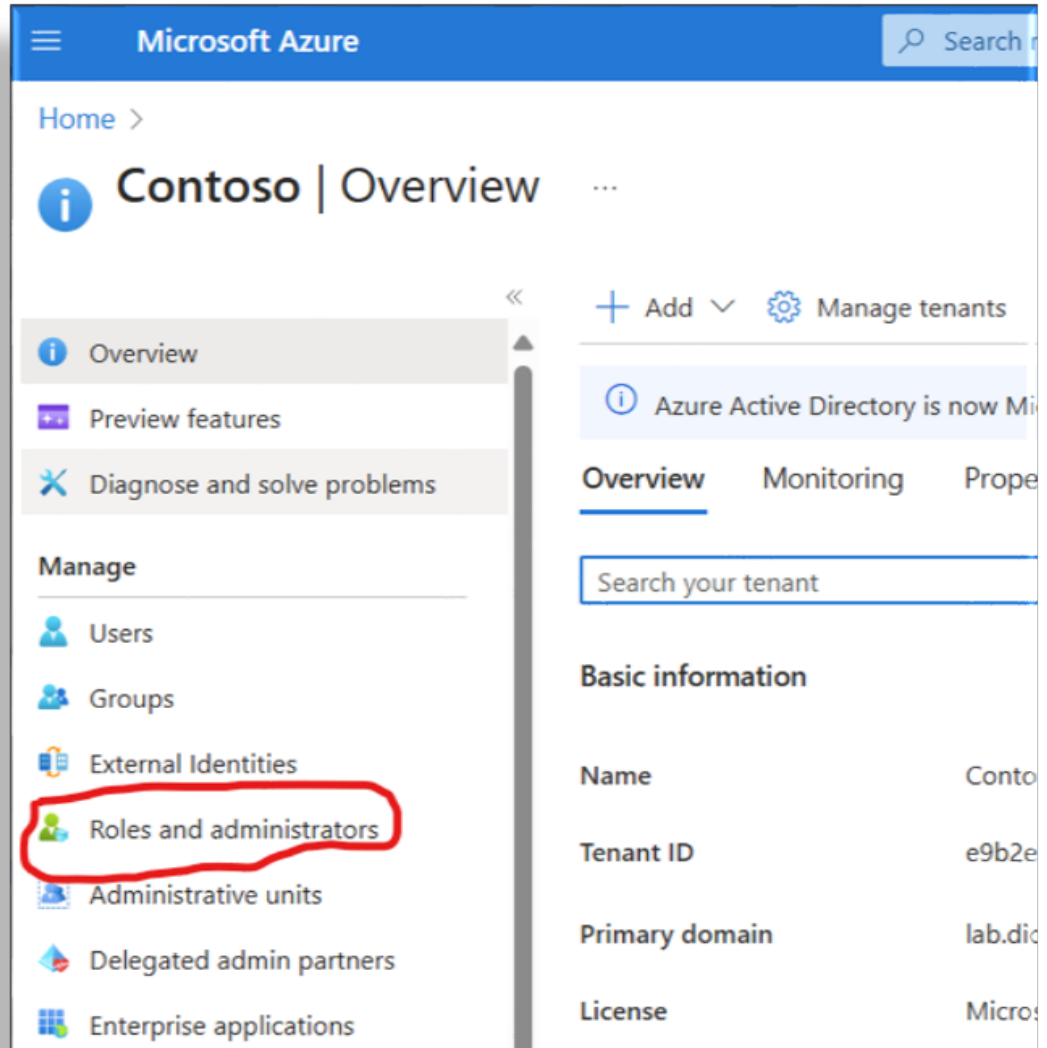 Microsoft Azure
Search
Home >
Contoso | Overview ...
«
Add
Manage tenants
Overview
Preview features
Azure Active Directory is now
Diagnose and solve problems
Overview Monitoring
Manage
Search your tenant
Users
Basic information
Groups
External Identities
Name Conto
Roles and administrators
Tenant ID e9b2e
Administrative units
Primary domain
Delegated admin partners
License
Enterprise applications